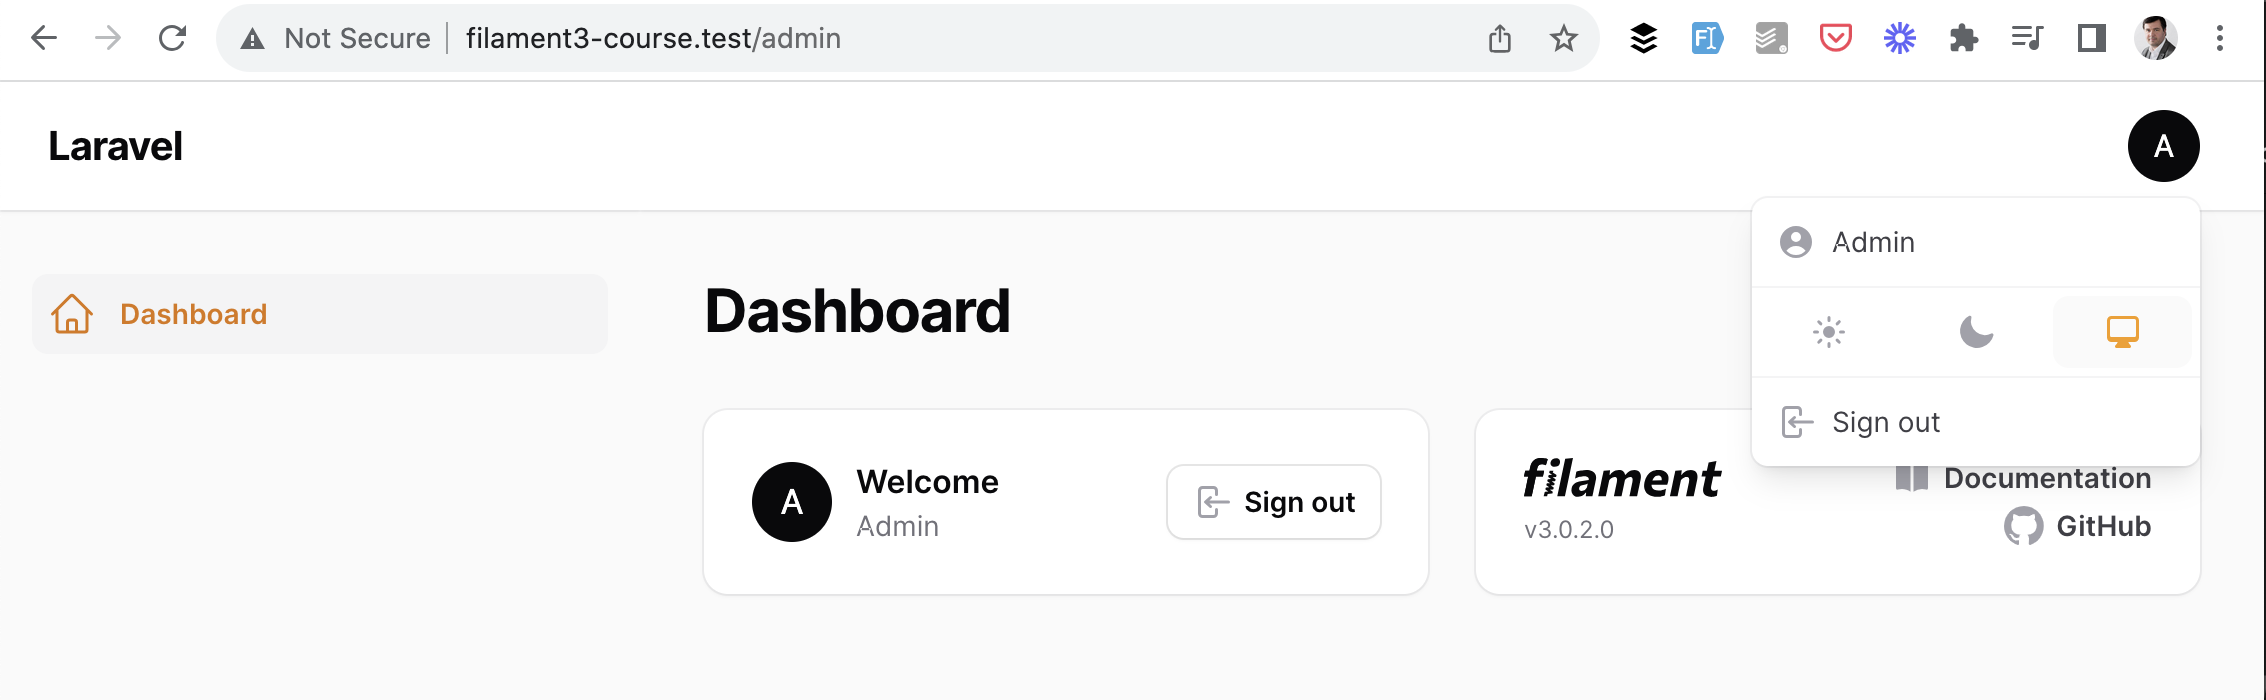 Not Secure filament3-course.test/admin
Laravel
A
Admin
Dashboard
Dashboard
Sign out
A
Welcome
Admin
Sign out
filament
v3.0.2.0
Documentation
GitHub